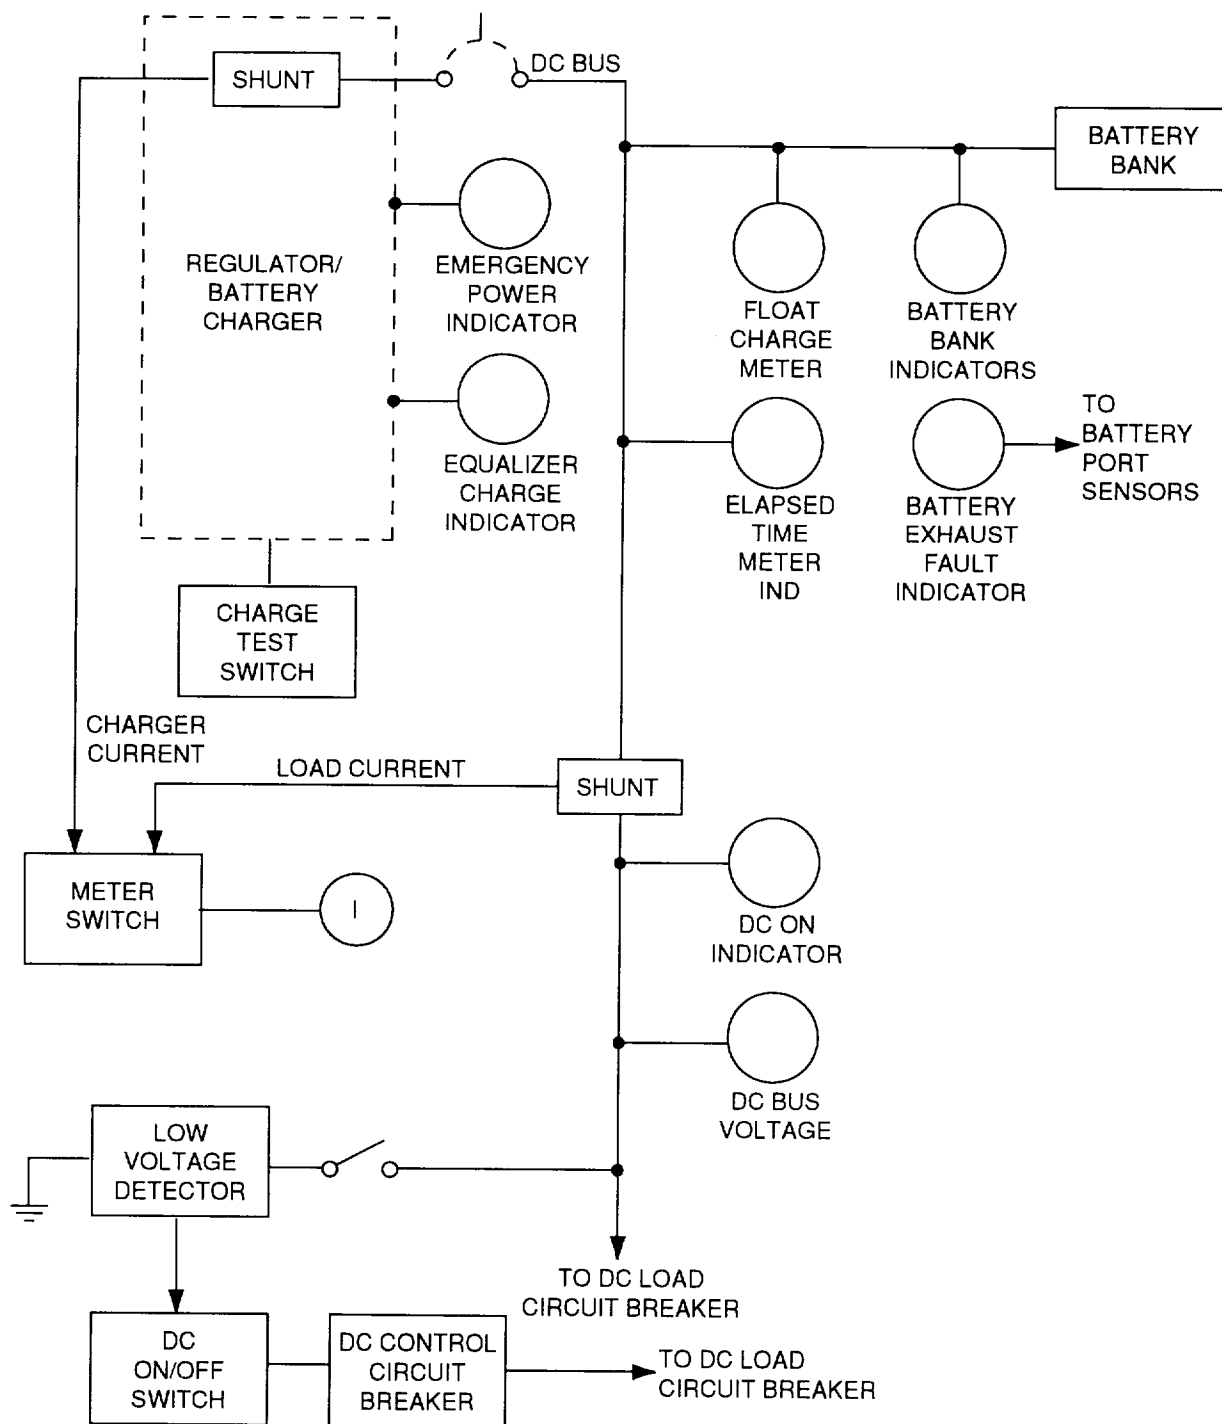 DC BUS
SHUNT
BATTERY
BANK
REGULATOR/
BATTERY
CHARGER
EMERGENCY
POWER
INDICATOR
FLOAT
CHARGE
METER
BATTERY
BANK
INDICATORS
EQUALIZER
CHARGE
INDICATOR
ELAPSED
TIME
METER
IND
BATTERY
EXHAUST
FAULT
INDICATOR
TO
BATTERY
PORT
SENSORS
CHARGE
TEST
SWITCH
CHARGER
CURRENT
LOAD CURRENT
SHUNT
METER
SWITCH
I
DC ON
INDICATOR
DC BUS
VOLTAGE
LOW
VOLTAGE
DETECTOR
TO DC LOAD
CIRCUIT BREAKER
DC
ON/OFF
SWITCH
DC CONTROL
CIRCUIT
BREAKER
TO DC LOAD
CIRCUIT BREAKER